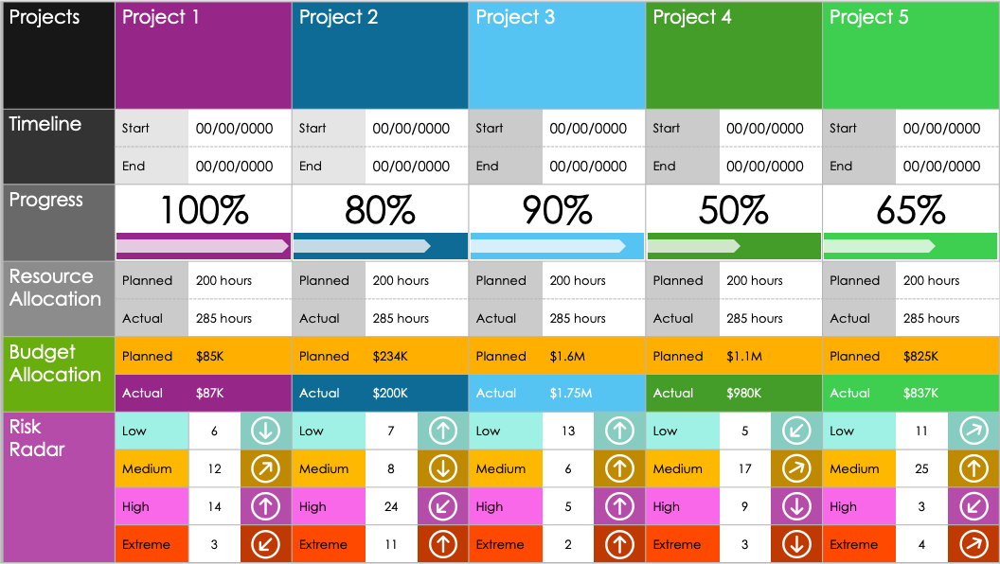 Projects Project 1 Project 2 Project 3 Project 4 Project 5
Timeline Start 00/00/0000 Start 00/00/0000 Start 00/00/0000 Start 00/00/0000 Start 00/00/0000
End 00/00/0000 End 00/00/0000 End 00/00/0000 End 00/00/0000 End 00/00/0000
Progress 100% 80% 90% 50% 65%
Resource
Allocation
Planned 200 hours Planned 200 hours Planned 200 hours Planned 200 hours Planned 200 hours
Actual 285 hours Actual 285 hours Actual 285 hours Actual 285 hours Actual 285 hours
Budget
Allocation
Planned $85K Planned $234K Planned $1.6M Planned $1.1M Planned $825K
Actual $87K Actual $200K Actual $1.75M Actual $980K Actual $837K
Risk
Radar
Low 6 Low 7 Low 13 Low 5 Low 11
Medium 12 Medium 8 Medium 6 Medium 17 Medium 25
High 14 High 24 High 5 High 9 High 3
Extreme 3 Extreme 11 Extreme 2 Extreme 3 Extreme 4